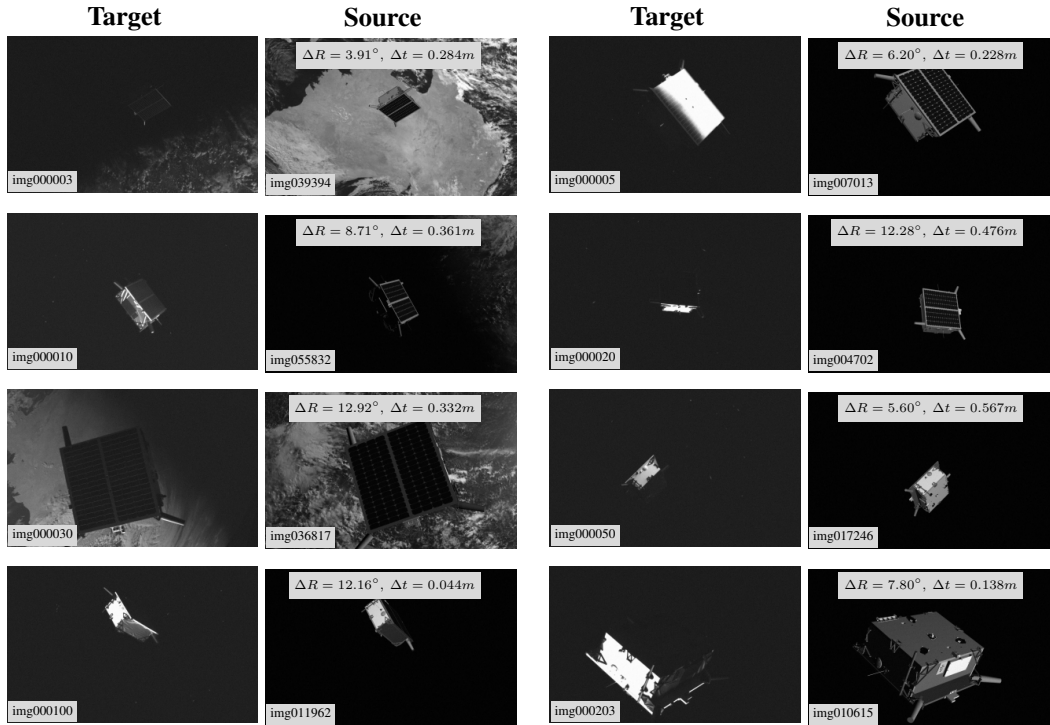 Target Source Target Source
ΔR = 3.91°, Δt = 0.284m
ΔR = 6.20°, Δt = 0.228m
img000003
img039394
img000005
img007013
ΔR = 8.71°, Δt = 0.361m
ΔR = 12.28°, Δt = 0.476m
img000010
img055832
img000020
img004702
ΔR = 12.92°, Δt = 0.332m
ΔR = 5.60°, Δt = 0.567m
img000030
img036817
img000050
img017246
ΔR = 12.16°, Δt = 0.044m
ΔR = 7.80°, Δt = 0.138m
img000100
img011962
img000203
img010615